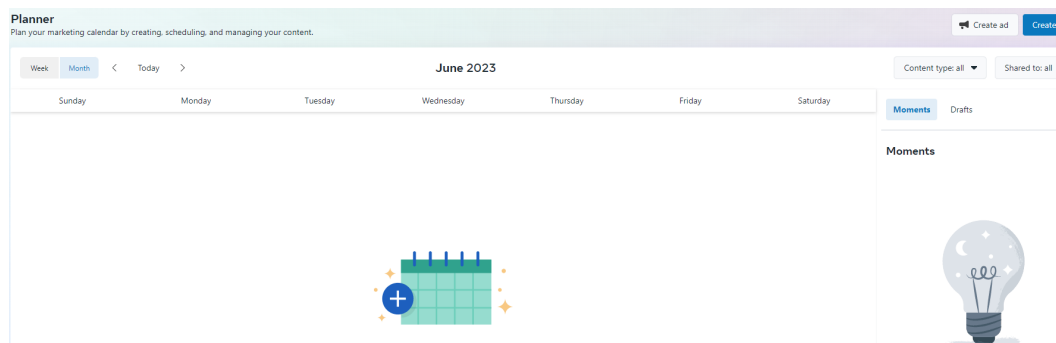 Planner
Plan your marketing calendar by creating, scheduling, and managing your content.
Create ad
Create
Week Month Today
June 2023
Content type: all
Shared to: all
Sunday Monday Tuesday Wednesday Thursday Friday Saturday
Moments Drafts
Moments